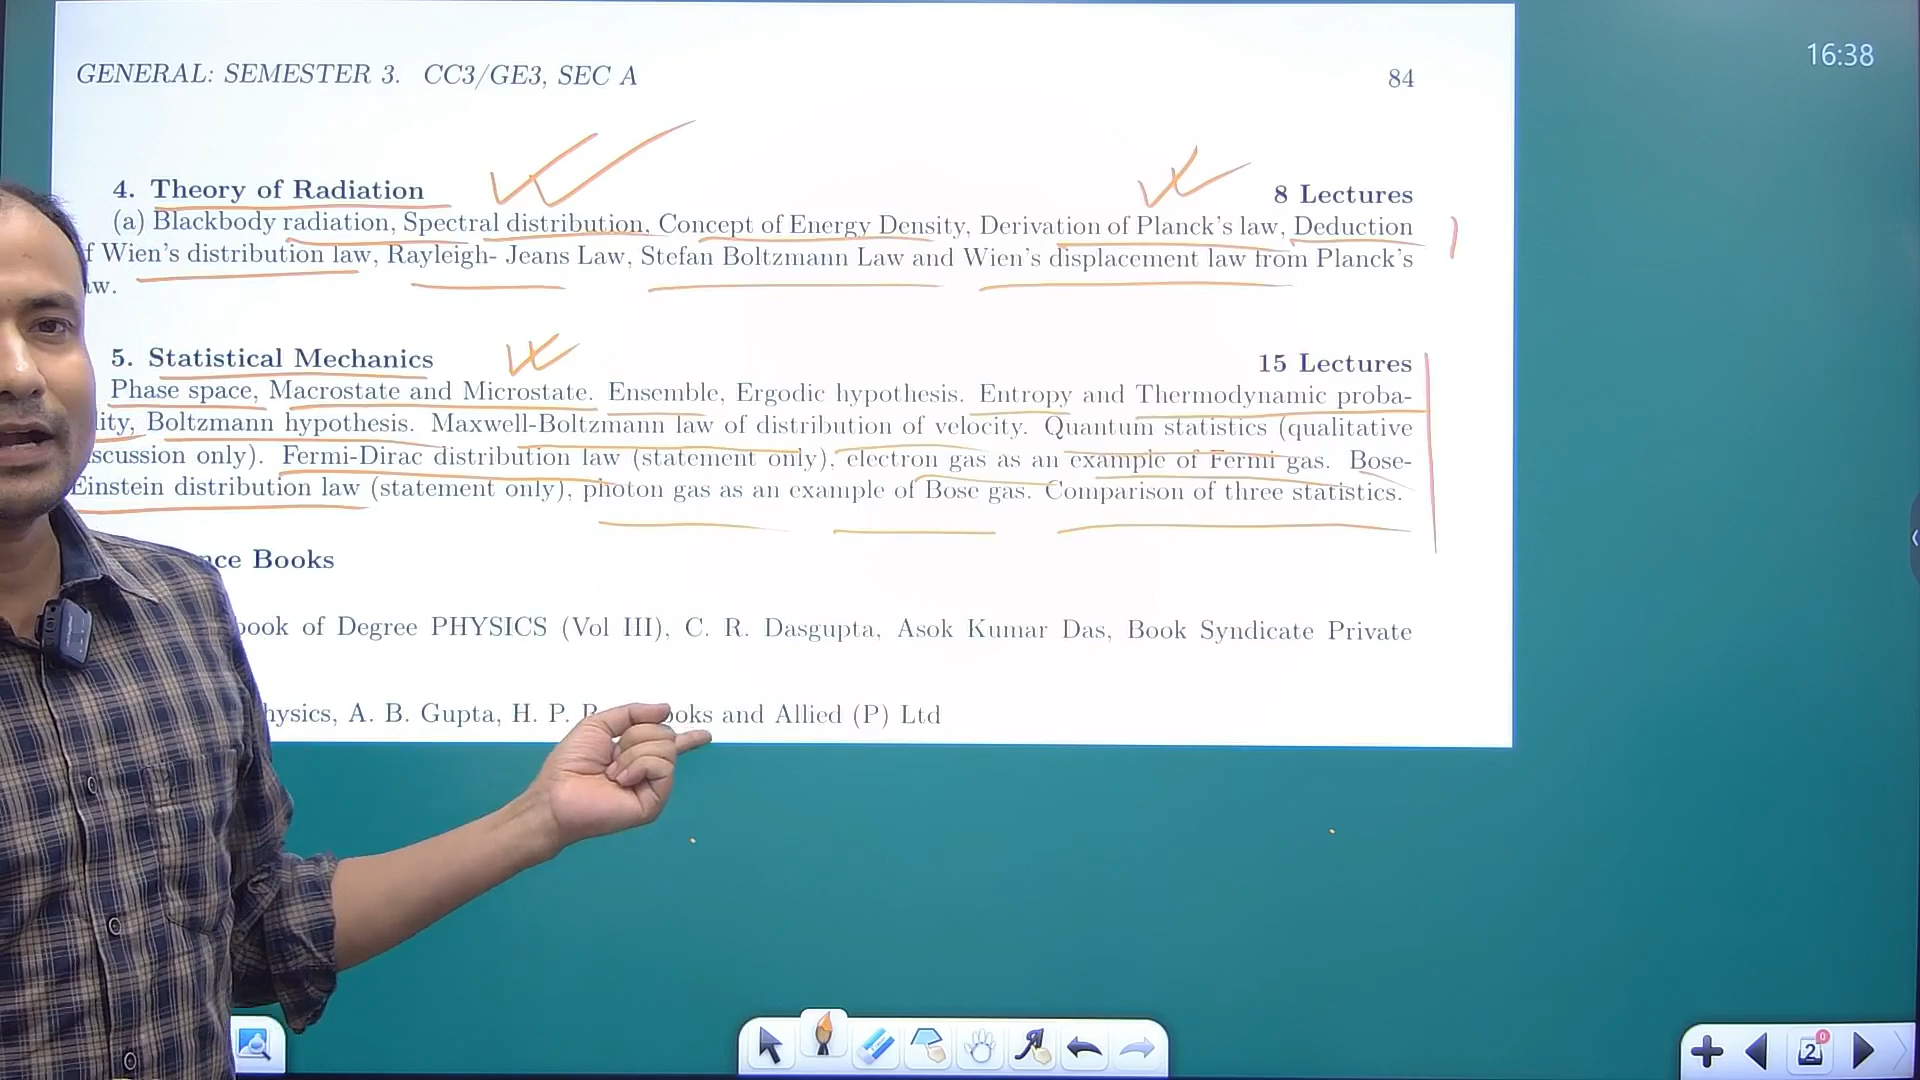 GENERAL: SEMESTER 3. CC3/GE3, SEC A 84
16:38
4. Theory of Radiation 8 Lectures
(a) Blackbody radiation, Spectral distribution, Concept of Energy Density, Derivation of Planck's law, Deduction
f Wien's distribution law, Rayleigh- Jeans Law, Stefan Boltzmann Law and Wien's displacement law from Planck's
aw.
5. Statistical Mechanics 15 Lectures
Phase space, Macrostate and Microstate. Ensemble, Ergodic hypothesis. Entropy and Thermodynamic proba-
lity, Boltzmann hypothesis. Maxwell-Boltzmann law of distribution of velocity. Quantum statistics (qualitative
scussion only). Fermi-Dirac distribution law (statement only), electron gas as an example of Fermi gas. Bose-
Einstein distribution law (statement only), photon gas as an example of Bose gas. Comparison of three statistics.
nce Books
book of Degree PHYSICS (Vol III), C. R. Dasgupta, Asok Kumar Das, Book Syndicate Private
hysics, A. B. Gupta, H. P. ooks and Allied (P) Ltd
2 0